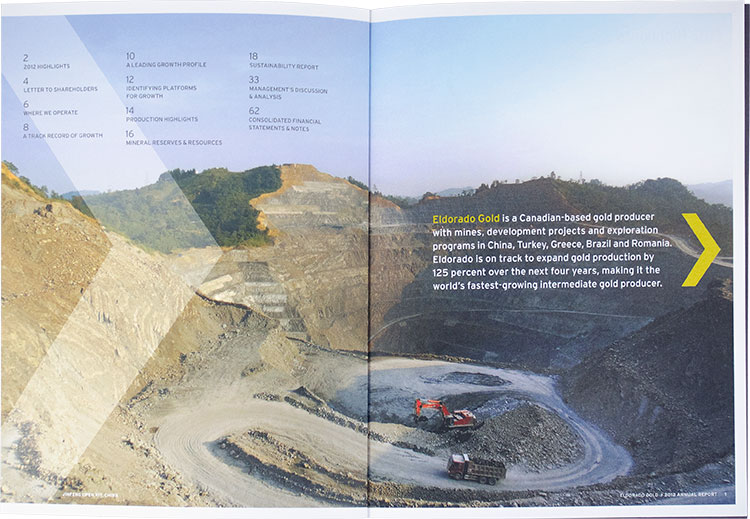 2
2012 HIGHLIGHTS
4
LETTER TO SHAREHOLDERS
6
WHERE WE OPERATE
8
A TRACK RECORD OF GROWTH
10
A LEADING GROWTH PROFILE
12
IDENTIFYING PLATFORMS
FOR GROWTH
14
PRODUCTION HIGHLIGHTS
16
MINERAL RESERVES & RESOURCES
18
SUSTAINABILITY REPORT
33
MANAGEMENT'S DISCUSSION
& ANALYSIS
62
CONSOLIDATED FINANCIAL
STATEMENTS & NOTES
Eldorado Gold is a Canadian-based gold producer
with mines, development projects and exploration
programs in China, Turkey, Greece, Brazil and Romania.
Eldorado is on track to expand gold production by
125 percent over the next four years, making it the
world's fastest-growing intermediate gold producer.
JINFENG OPEN PIT, CHINA
ELDORADO GOLD 2012 ANNUAL REPORT 1